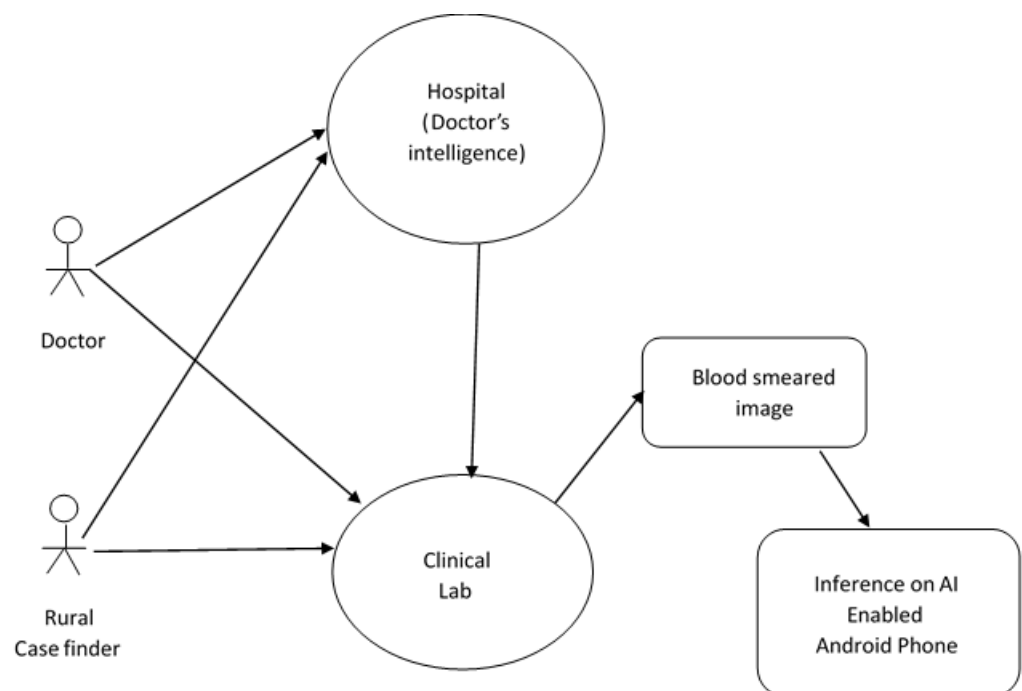 Hospital
(Doctor's
intelligence)
Doctor
Blood smeared
image
Clinical
Lab
Rural
Case finder
Inference on AI
Enabled
Android Phone